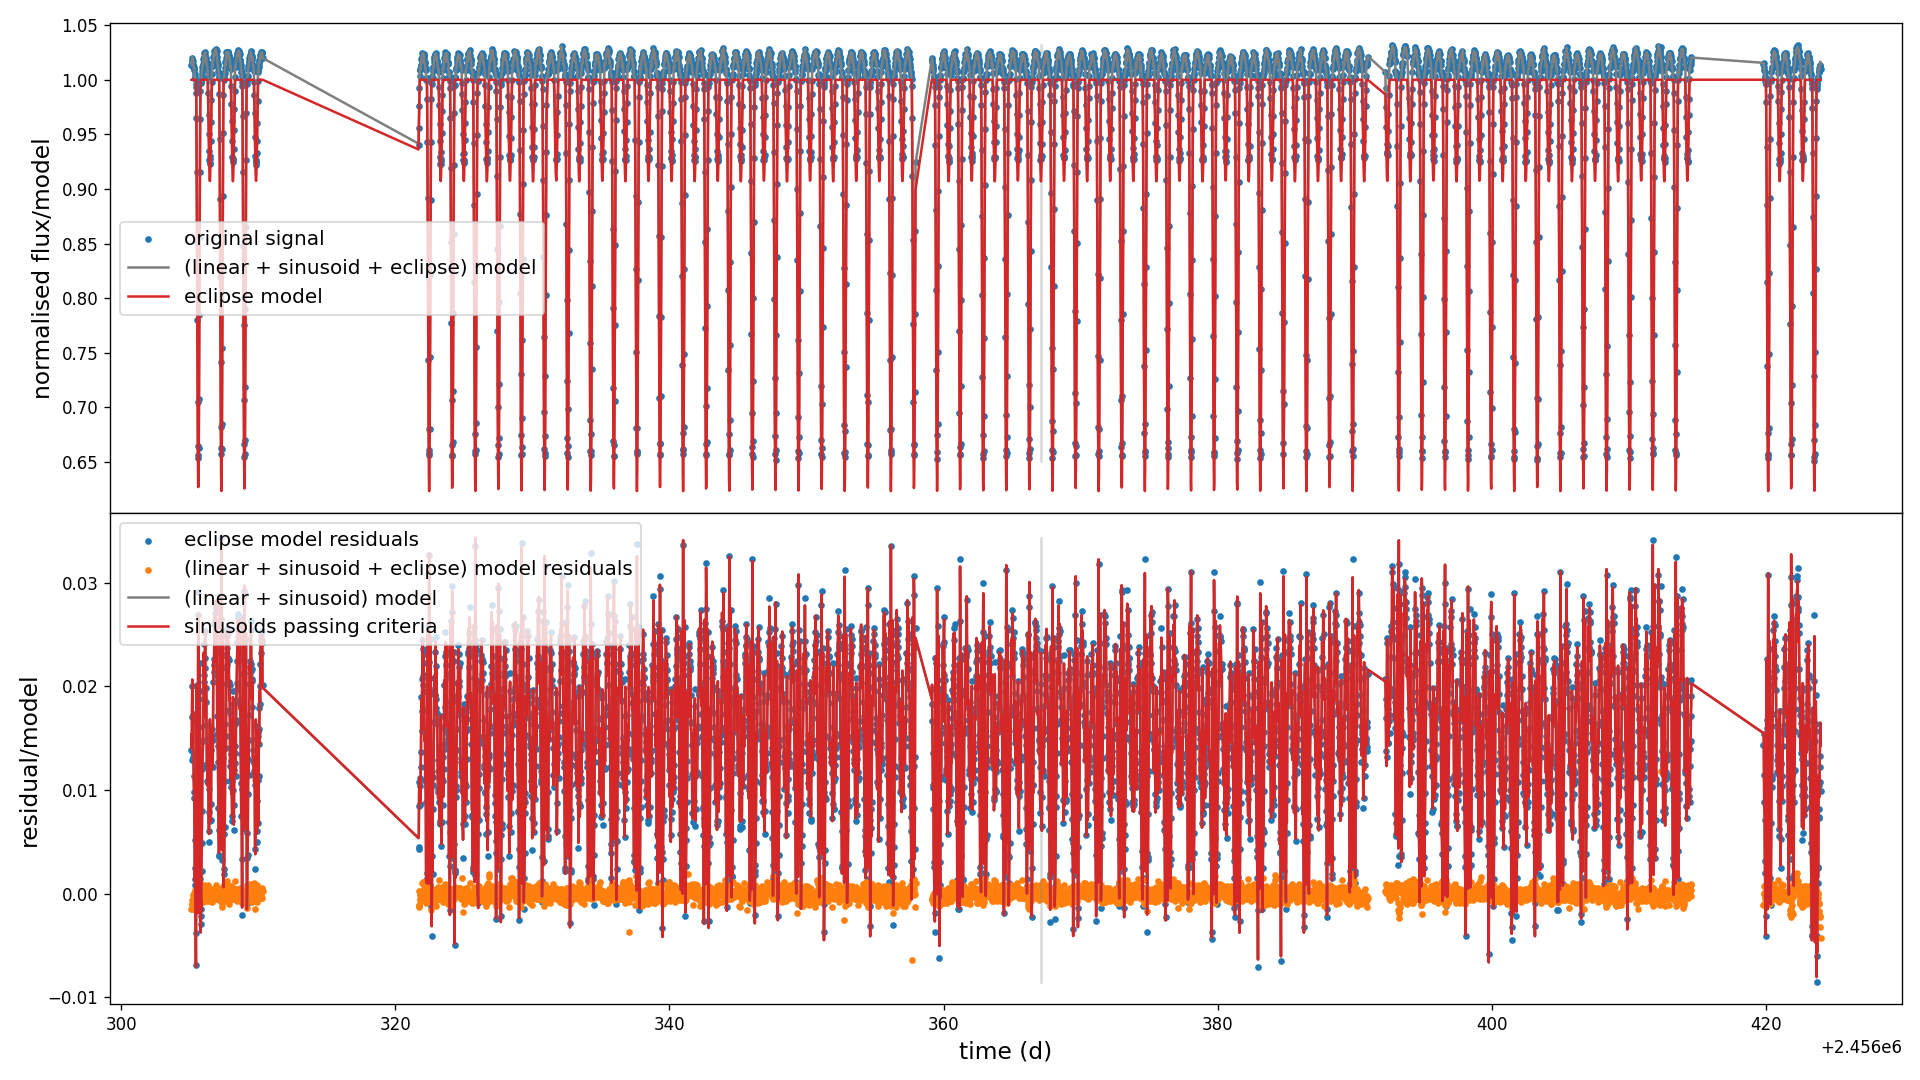 1.05
1.00
0.95
0.90
0.85
0.80
0.75
0.70
0.65
normalised flux/model
original signal
(linear + sinusoid + eclipse) model
eclipse model
0.03
0.02
0.01
0.00
−0.01
residual/model
eclipse model residuals
(linear + sinusoid + eclipse) model residuals
(linear + sinusoid) model
sinusoids passing criteria
300 320 340 360 380 400 420
time (d)
+2.456e6